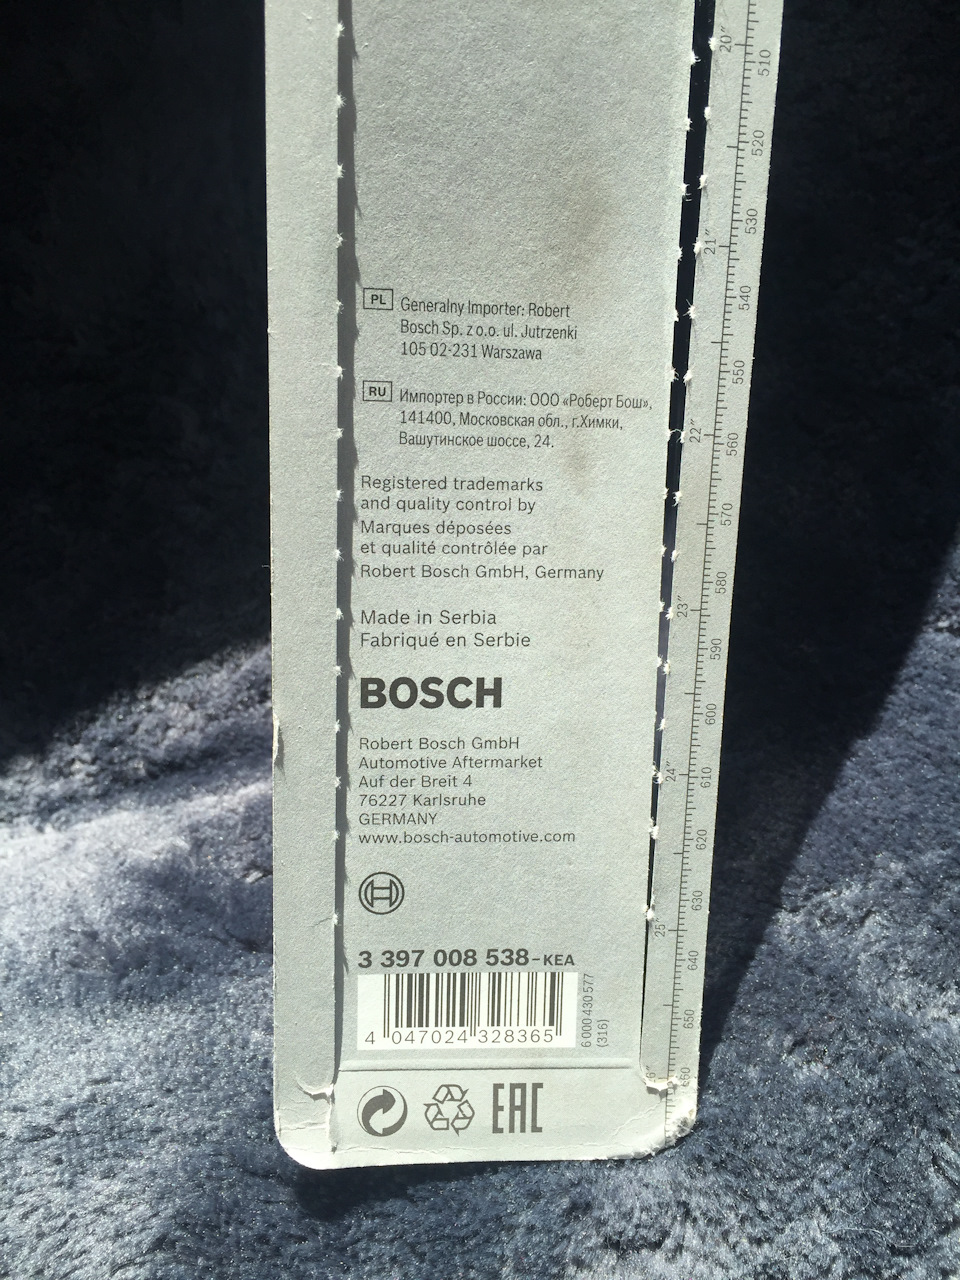 PL Generalny Importer: Robert
Bosch Sp. z o.o. ul. Jutrzenki
105 02-231 Warszawa
RU Импортер в России: ООО «Роберт Бош»,
141400, Московская обл., г.Химки,
Вашутинское шоссе, 24.
Registered trademarks
and quality control by
Marques déposées
et qualité contrôlée par
Robert Bosch GmbH, Germany
Made in Serbia
Fabriqué en Serbie
BOSCH
Robert Bosch GmbH
Automotive Aftermarket
Auf der Breit 4
76227 Karlsruhe
GERMANY
www.bosch-automotive.com
3 397 008 538-KEA
4 047024 328365
6 000 430 577
(316)
EAC
20"
21"
22"
23"
24"
25"
510
520
530
540
550
560
570
580
590
600
610
620
630
640
650